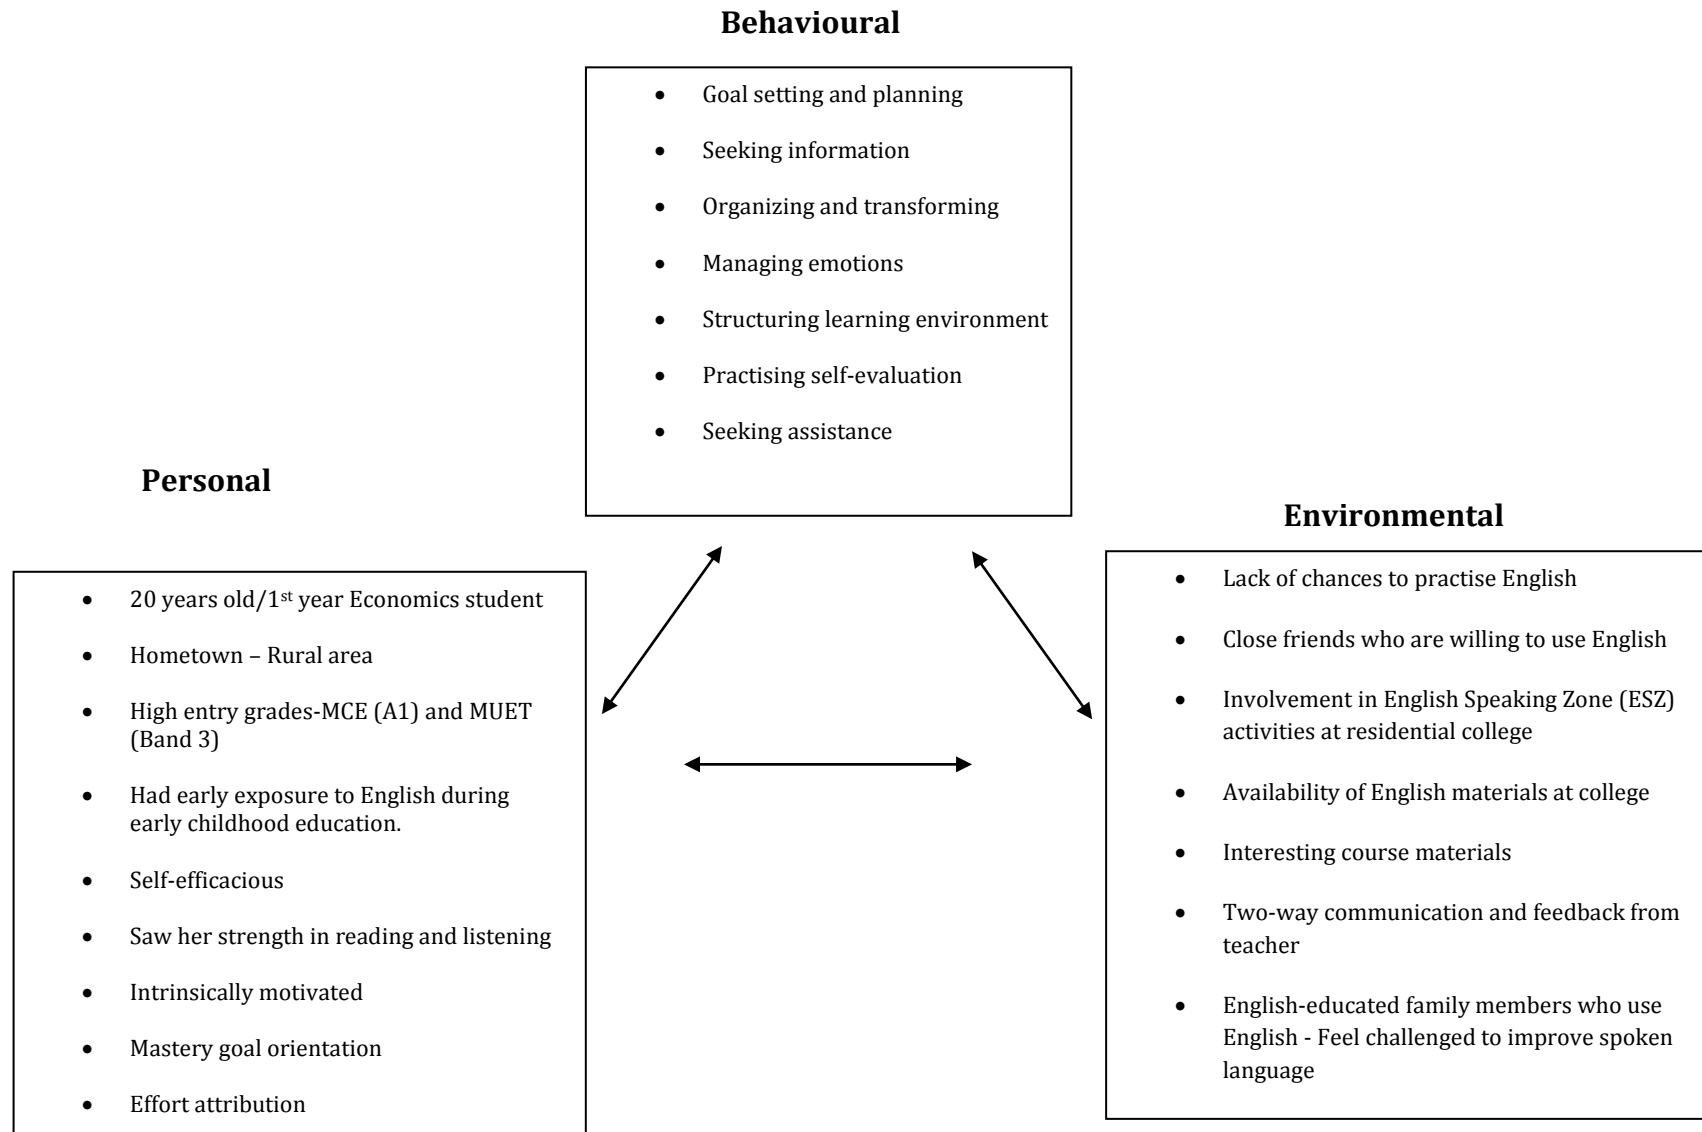 Behavioural
• Goal setting and planning
• Seeking information
• Organizing and transforming
• Managing emotions
• Structuring learning environment
• Practising self-evaluation
• Seeking assistance
Personal
• 20 years old/1st year Economics student
• Hometown – Rural area
• High entry grades-MCE (A1) and MUET
(Band 3)
• Had early exposure to English during
early childhood education.
• Self-efficacious
• Saw her strength in reading and listening
• Intrinsically motivated
• Mastery goal orientation
• Effort attribution
Environmental
• Lack of chances to practise English
• Close friends who are willing to use English
• Involvement in English Speaking Zone (ESZ)
activities at residential college
• Availability of English materials at college
• Interesting course materials
• Two-way communication and feedback from
teacher
• English-educated family members who use
English - Feel challenged to improve spoken
language